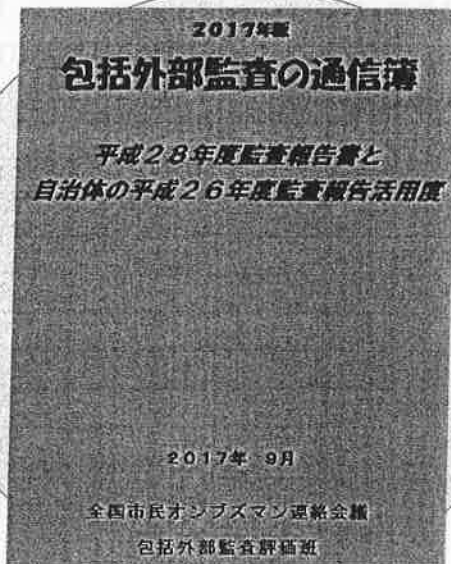 2017年版
包括外部監査の通信簿
平成28年度監査報告書と
自治体の平成26年度監査報告活用度
2017年 9月
全国市民オンブズマン連絡会議
包括外部監査評価班